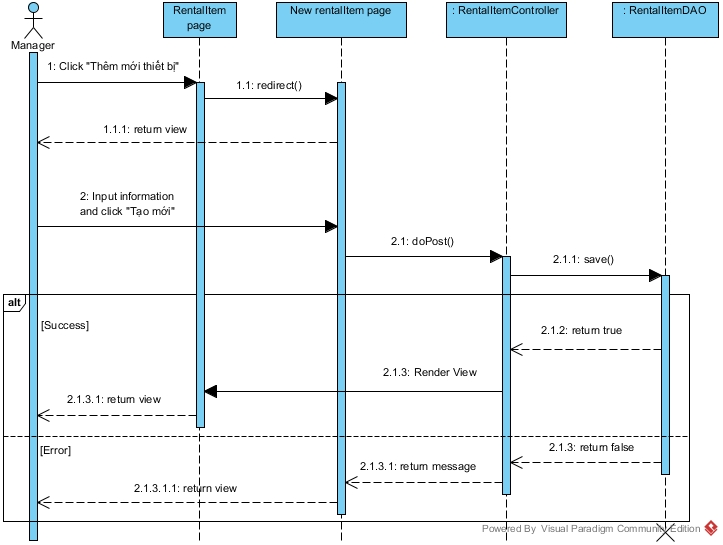 Manager
RentalItem
page
New rentalItem page
: RentalItemController
: RentalItemDAO
1: Click "Thêm mới thiết bị"
1.1: redirect()
1.1.1: return view
2: Input information
and click "Tạo mới"
2.1: doPost()
2.1.1: save()
alt
[Success]
2.1.2: return true
2.1.3: Render View
2.1.3.1: return view
[Error]
2.1.3: return false
2.1.3.1: return message
2.1.3.1.1: return view
Powered By Visual Paradigm Community Edition